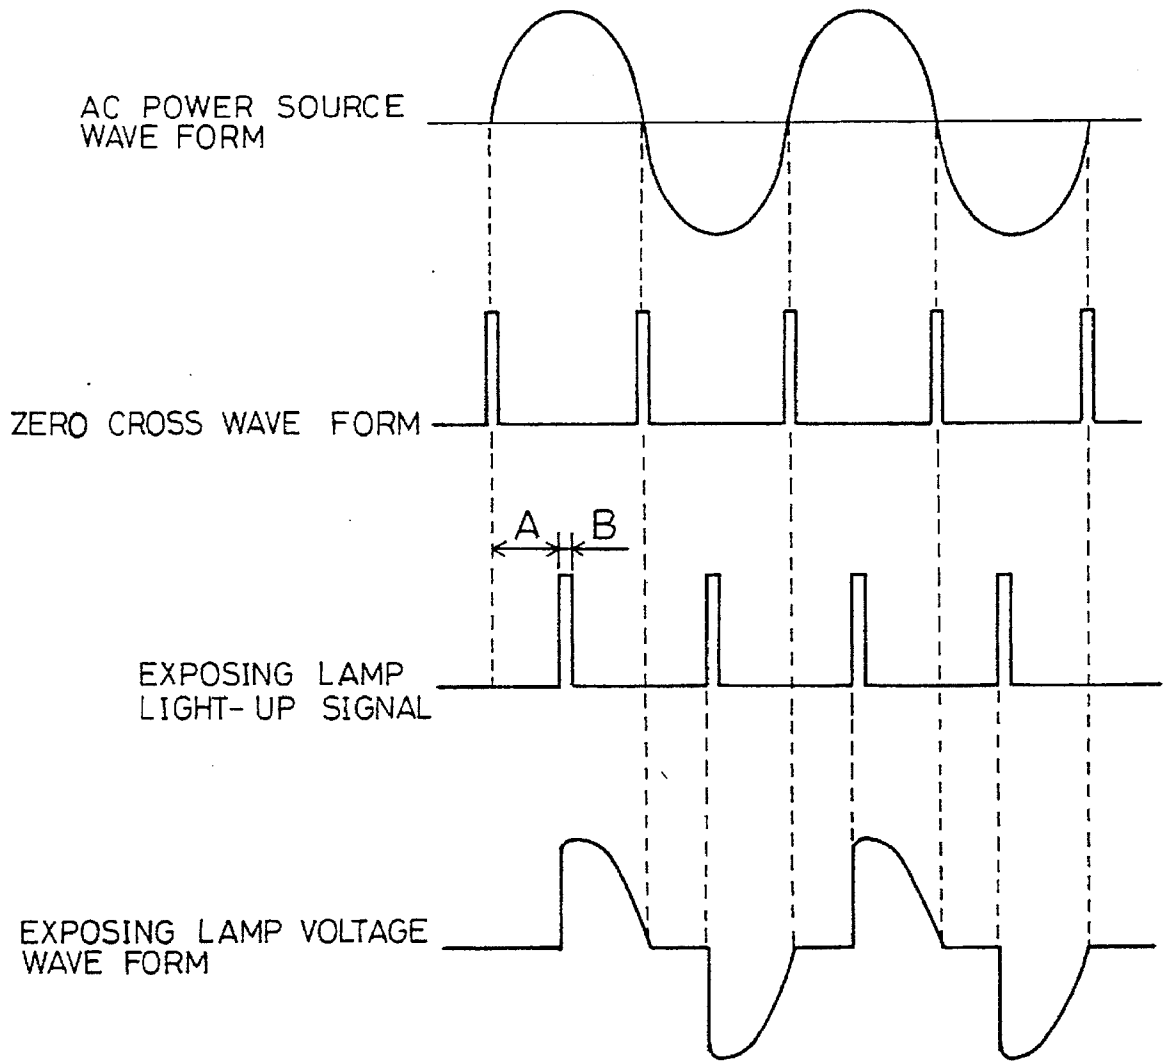 AC POWER SOURCE
WAVE FORM
ZERO CROSS WAVE FORM
A B
EXPOSING LAMP
LIGHT-UP SIGNAL
EXPOSING LAMP VOLTAGE
WAVE FORM